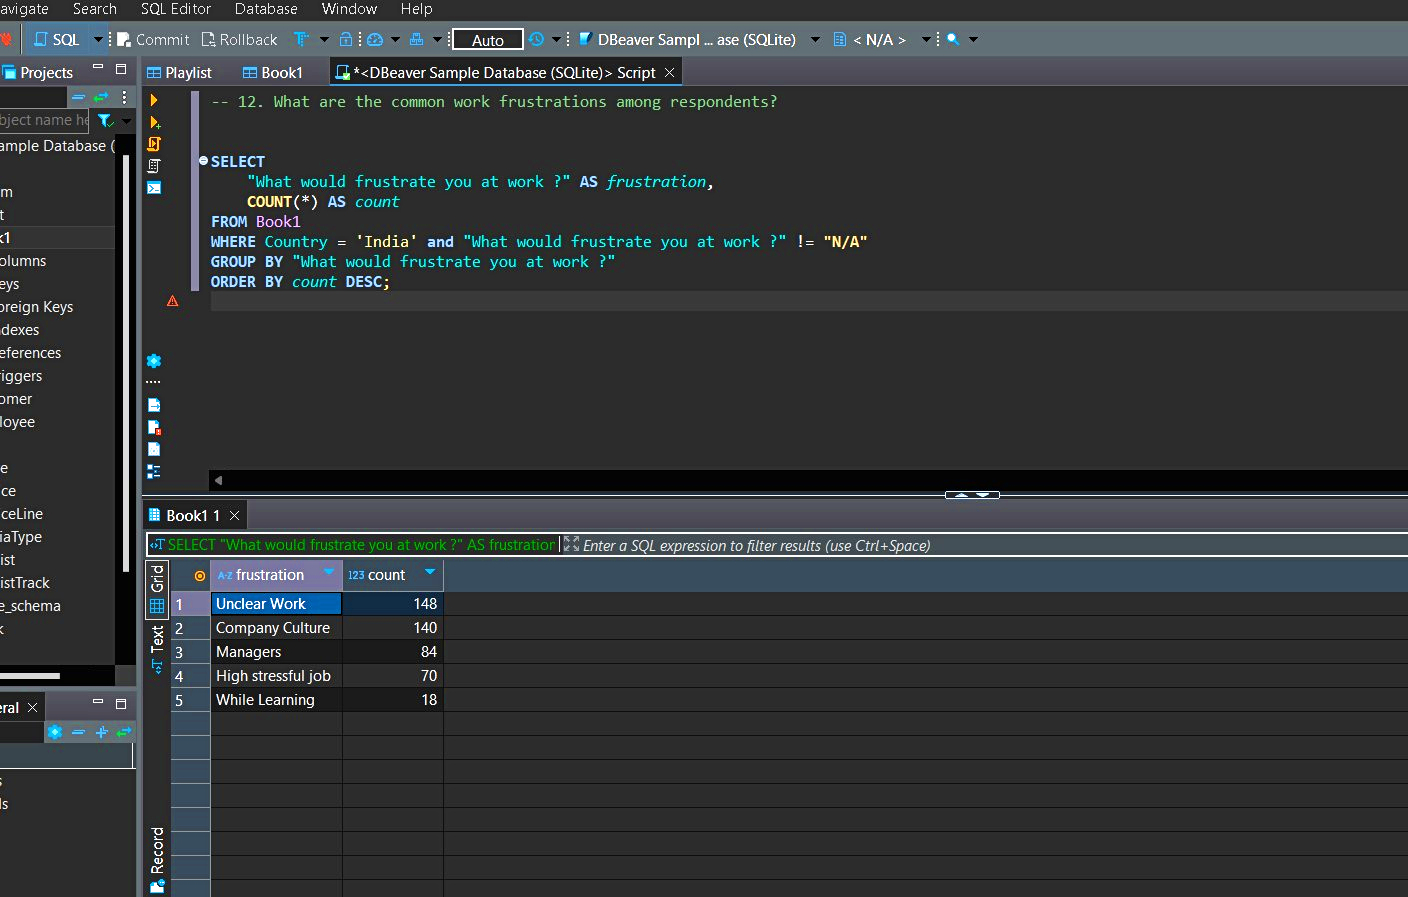 avigate Search SQL Editor Database Window Help
SQL Commit Rollback Auto DBeaver Sampl ... ase (SQLite) < N/A >
Projects
Playlist Book1 *<DBeaver Sample Database (SQLite)> Script
bject name he
ample Database (
m
t
k1
olumns
eys
oreign Keys
ndexes
eferences
riggers
omer
loyee
e
ce
ceLine
iaType
ist
istTrack
e_schema
k
eral
s
ls
-- 12. What are the common work frustrations among respondents?
SELECT
"What would frustrate you at work ?" AS frustration,
COUNT(*) AS count
FROM Book1
WHERE Country = 'India' and "What would frustrate you at work ?" != "N/A"
GROUP BY "What would frustrate you at work ?"
ORDER BY count DESC;
Book1 1
SELECT "What would frustrate you at work ?" AS frustration Enter a SQL expression to filter results (use Ctrl+Space)
Grid
Text
Record
A-Z frustration 123 count
1 Unclear Work 148
2 Company Culture 140
3 Managers 84
4 High stressful job 70
5 While Learning 18